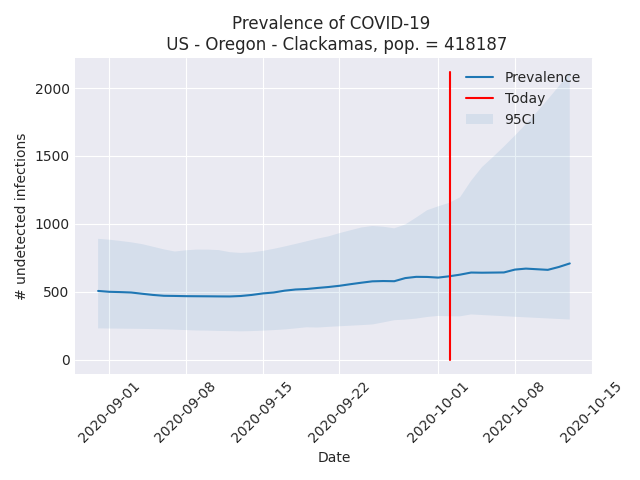 Prevalence of COVID-19
US - Oregon - Clackamas, pop. = 418187
Prevalence
Today
95CI
# undetected infections
2000
1500
1000
500
0
2020-09-01
2020-09-08
2020-09-15
2020-09-22
2020-10-01
2020-10-08
2020-10-15
Date